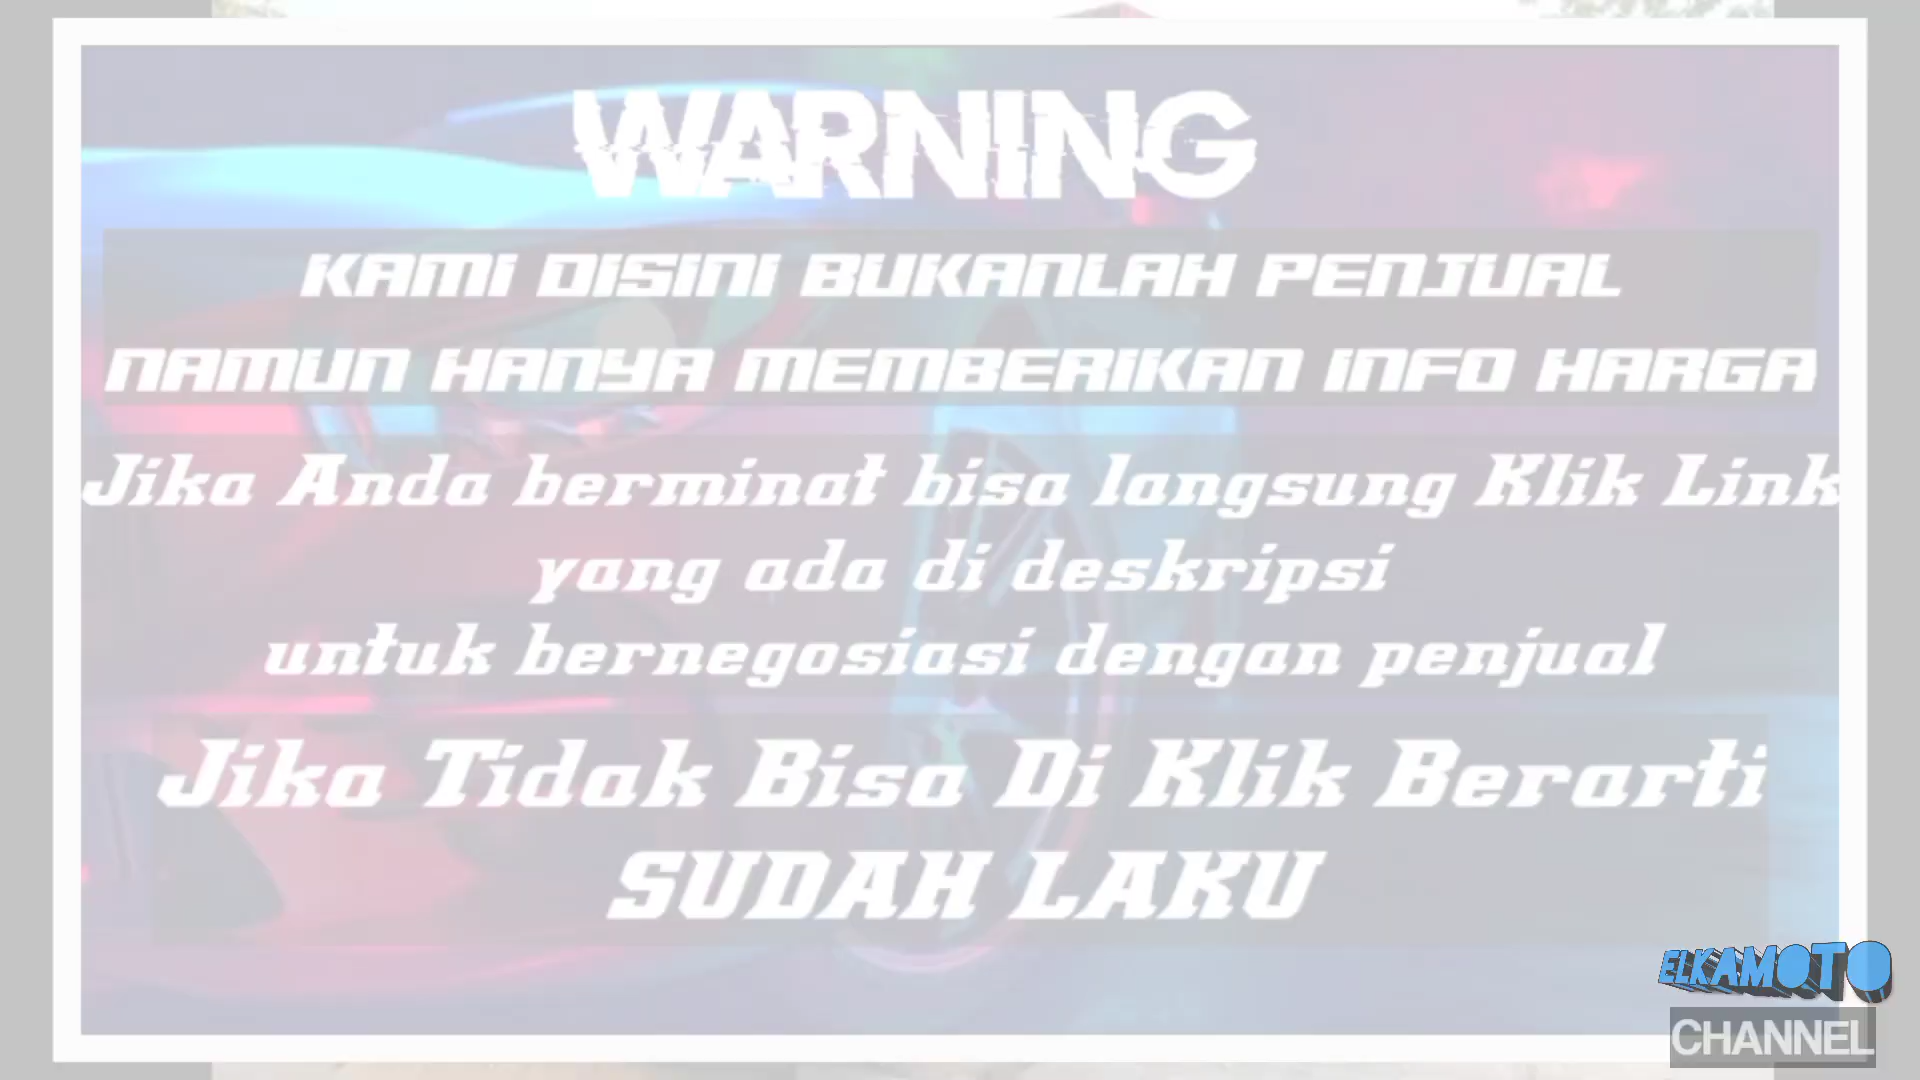 WARNING
KAMI DISINI BUKANLAH PENJUAL
NAMUN HANYA MEMBERIKAN INFO HARGA
Jika Anda berminat bisa langsung Klik Link
yang ada di deskripsi
untuk bernegosiasi dengan penjual
Jika Tidak Bisa Di Klik Berarti
SUDAH LAKU
ELKAMOTO
CHANNEL